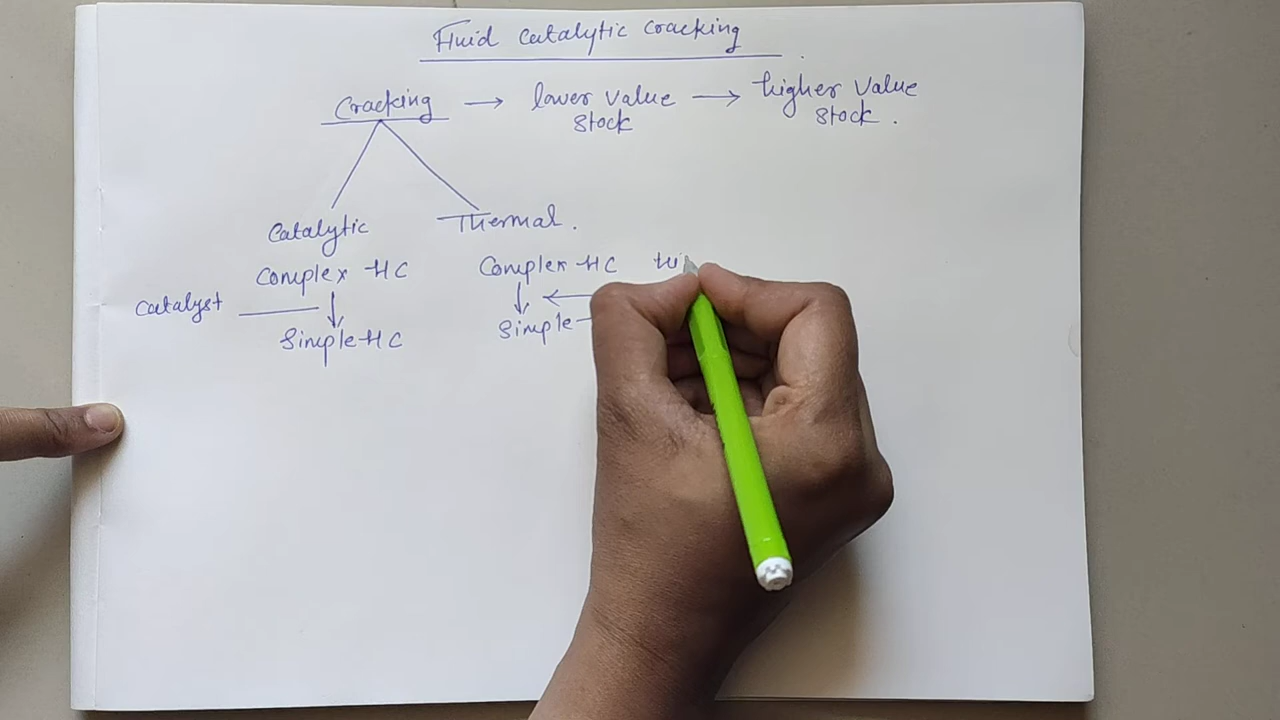 Fluid Catalytic Cracking
Cracking → lower value stock → higher value stock.
Catalytic Thermal.
Complex HC Complex HC
Catalyst
Simple HC Simple